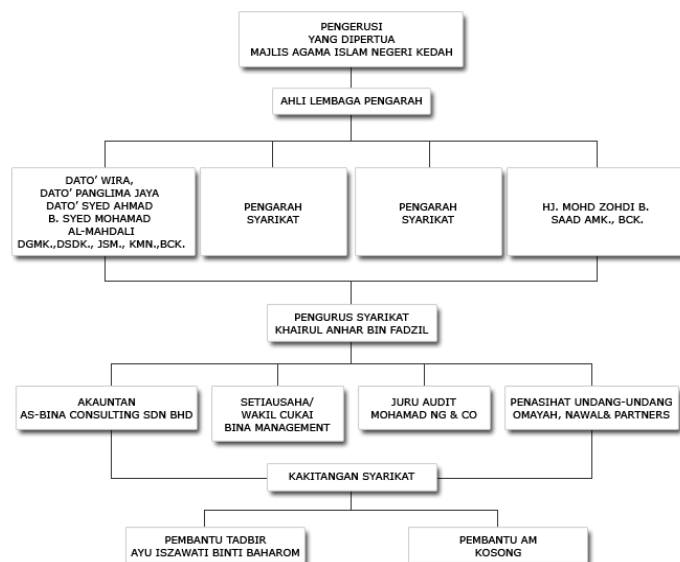 PENGERUSI
YANG DIPERTUA
MAJLIS AGAMA ISLAM NEGERI KEDAH
AHLI LEMBAGA PENGARAH
DATO' WIRA,
DATO' PANGLIMA JAYA
DATO' SYED AHMAD
B. SYED MOHAMAD
AL-MAHDALI
DGMK.,DSDK., JSM., KMN.,BCK.
PENGARAH
SYARIKAT
PENGARAH
SYARIKAT
HJ. MOHD ZOHDI B.
SAAD AMK., BCK.
PENGURUS SYARIKAT
KHAIRUL ANHAR BIN FADZIL
AKAUNTAN
AS-BINA CONSULTING SDN BHD
SETIAUSAHA/
WAKIL CUKAI
BINA MANAGEMENT
JURU AUDIT
MOHAMAD NG & CO
PENASIHAT UNDANG-UNDANG
OMAYAH, NAWAL& PARTNERS
KAKITANGAN SYARIKAT
PEMBANTU TADBIR
AYU ISZAWATI BINTI BAHAROM
PEMBANTU AM
KOSONG